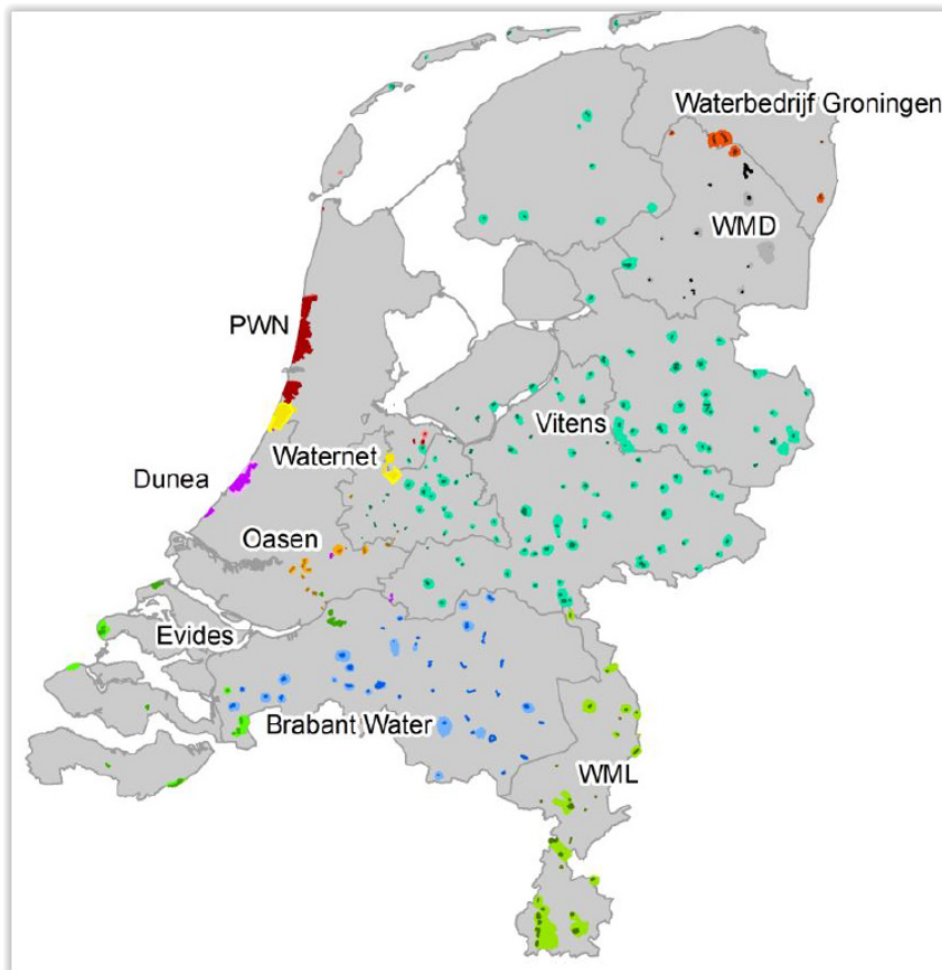 Waterbedrijf Groningen
WMD
PWN
Vitens
Waternet
Dunea
Oasen
Evides
Brabant Water
WML